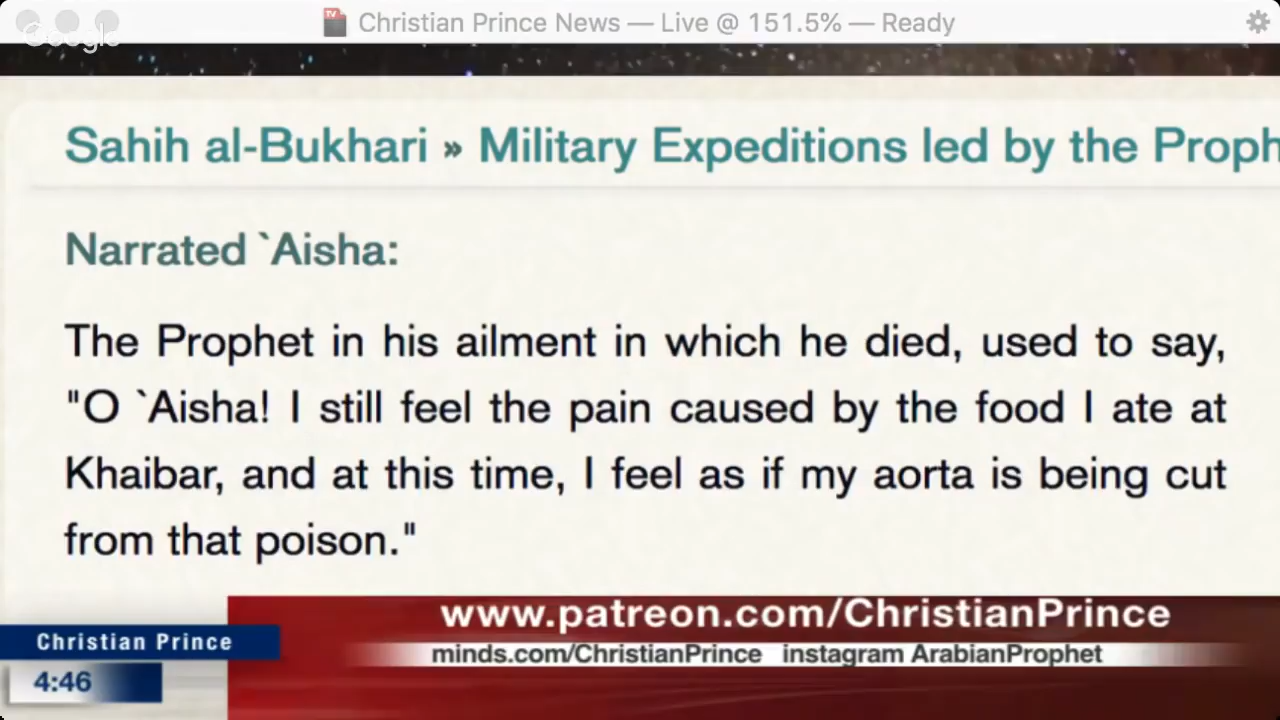 Christian Prince News — Live @ 151.5% — Ready
Google
Sahih al-Bukhari » Military Expeditions led by the Proph
Narrated `Aisha:
The Prophet in his ailment in which he died, used to say,
"O `Aisha! I still feel the pain caused by the food I ate at
Khaibar, and at this time, I feel as if my aorta is being cut
from that poison."
www.patreon.com/ChristianPrince
Christian Prince
minds.com/ChristianPrince instagram ArabianProphet
4:46